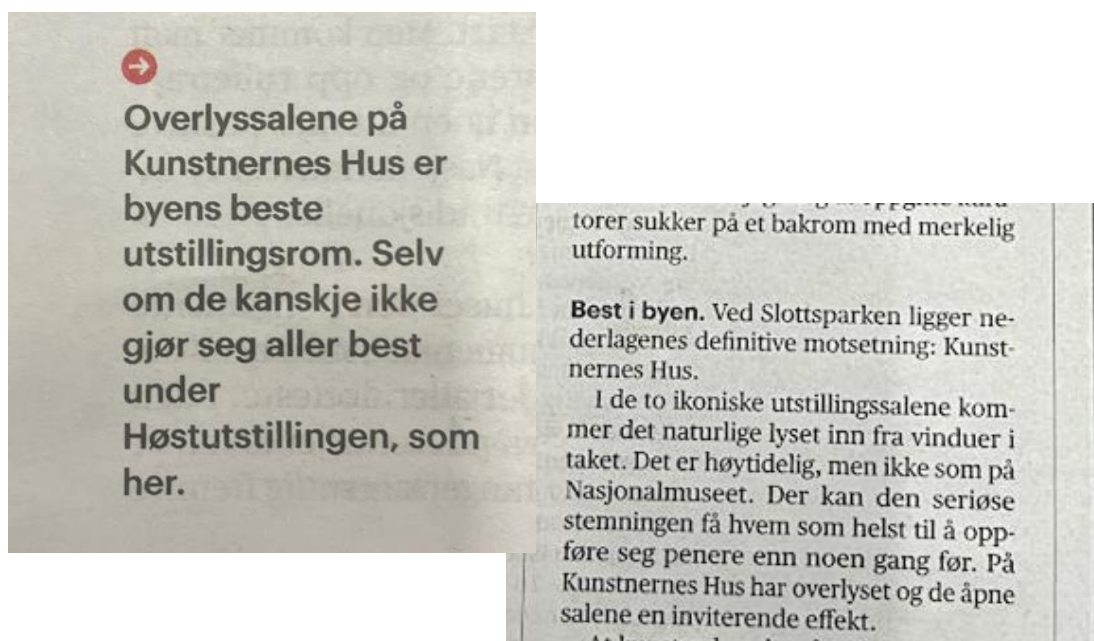 Overlyssalene på
Kunstnernes Hus er
byens beste
utstillingsrom. Selv
om de kanskje ikke
gjør seg aller best
under
Høstutstillingen, som
her.
torer sukker på et bakrom med merkelig
utforming.
Best i byen. Ved Slottsparken ligger ne-
derlagenes definitive motsetning: Kunst-
nernes Hus.
I de to ikoniske utstillingssalene kom-
mer det naturlige lyset inn fra vinduer i
taket. Det er høytidelig, men ikke som på
Nasjonalmuseet. Der kan den seriøse
stemningen få hvem som helst til å opp-
føre seg penere enn noen gang før. På
Kunstnernes Hus har overlyset og de åpne
salene en inviterende effekt.